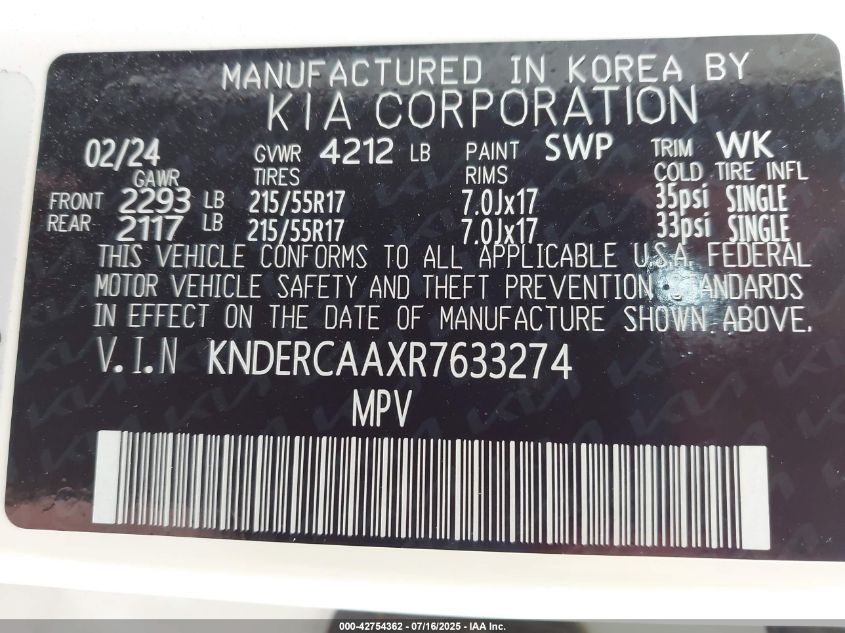 MANUFACTURED IN KOREA BY
KIA CORPORATION
02/24 GVWR 4212 LB PAINT SWP TRIM WK
GAWR TIRES RIMS COLD TIRE INFL
FRONT 2293 LB 215/55R17 7.0Jx17 35psi SINGLE
REAR 2117 LB 215/55R17 7.0Jx17 33psi SINGLE
THIS VEHICLE CONFORMS TO ALL APPLICABLE U.S.A. FEDERAL
MOTOR VEHICLE SAFETY AND THEFT PREVENTION STANDARDS
IN EFFECT ON THE DATE OF MANUFACTURE SHOWN ABOVE.
V.I.N KNDERCAAXR7633274
MPV
000-42754362 - 07/16/2025 - IAA Inc.